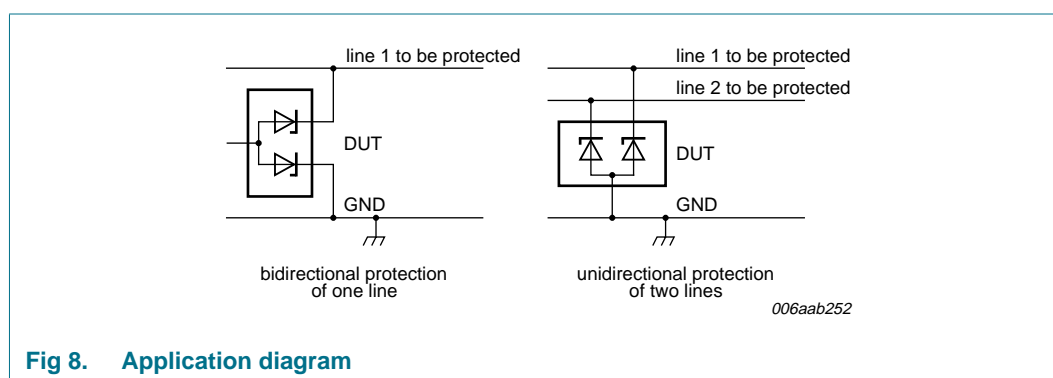 line 1 to be protected
DUT
GND
bidirectional protection
of one line
line 1 to be protected
line 2 to be protected
DUT
GND
unidirectional protection
of two lines
006aab252
Fig 8. Application diagram